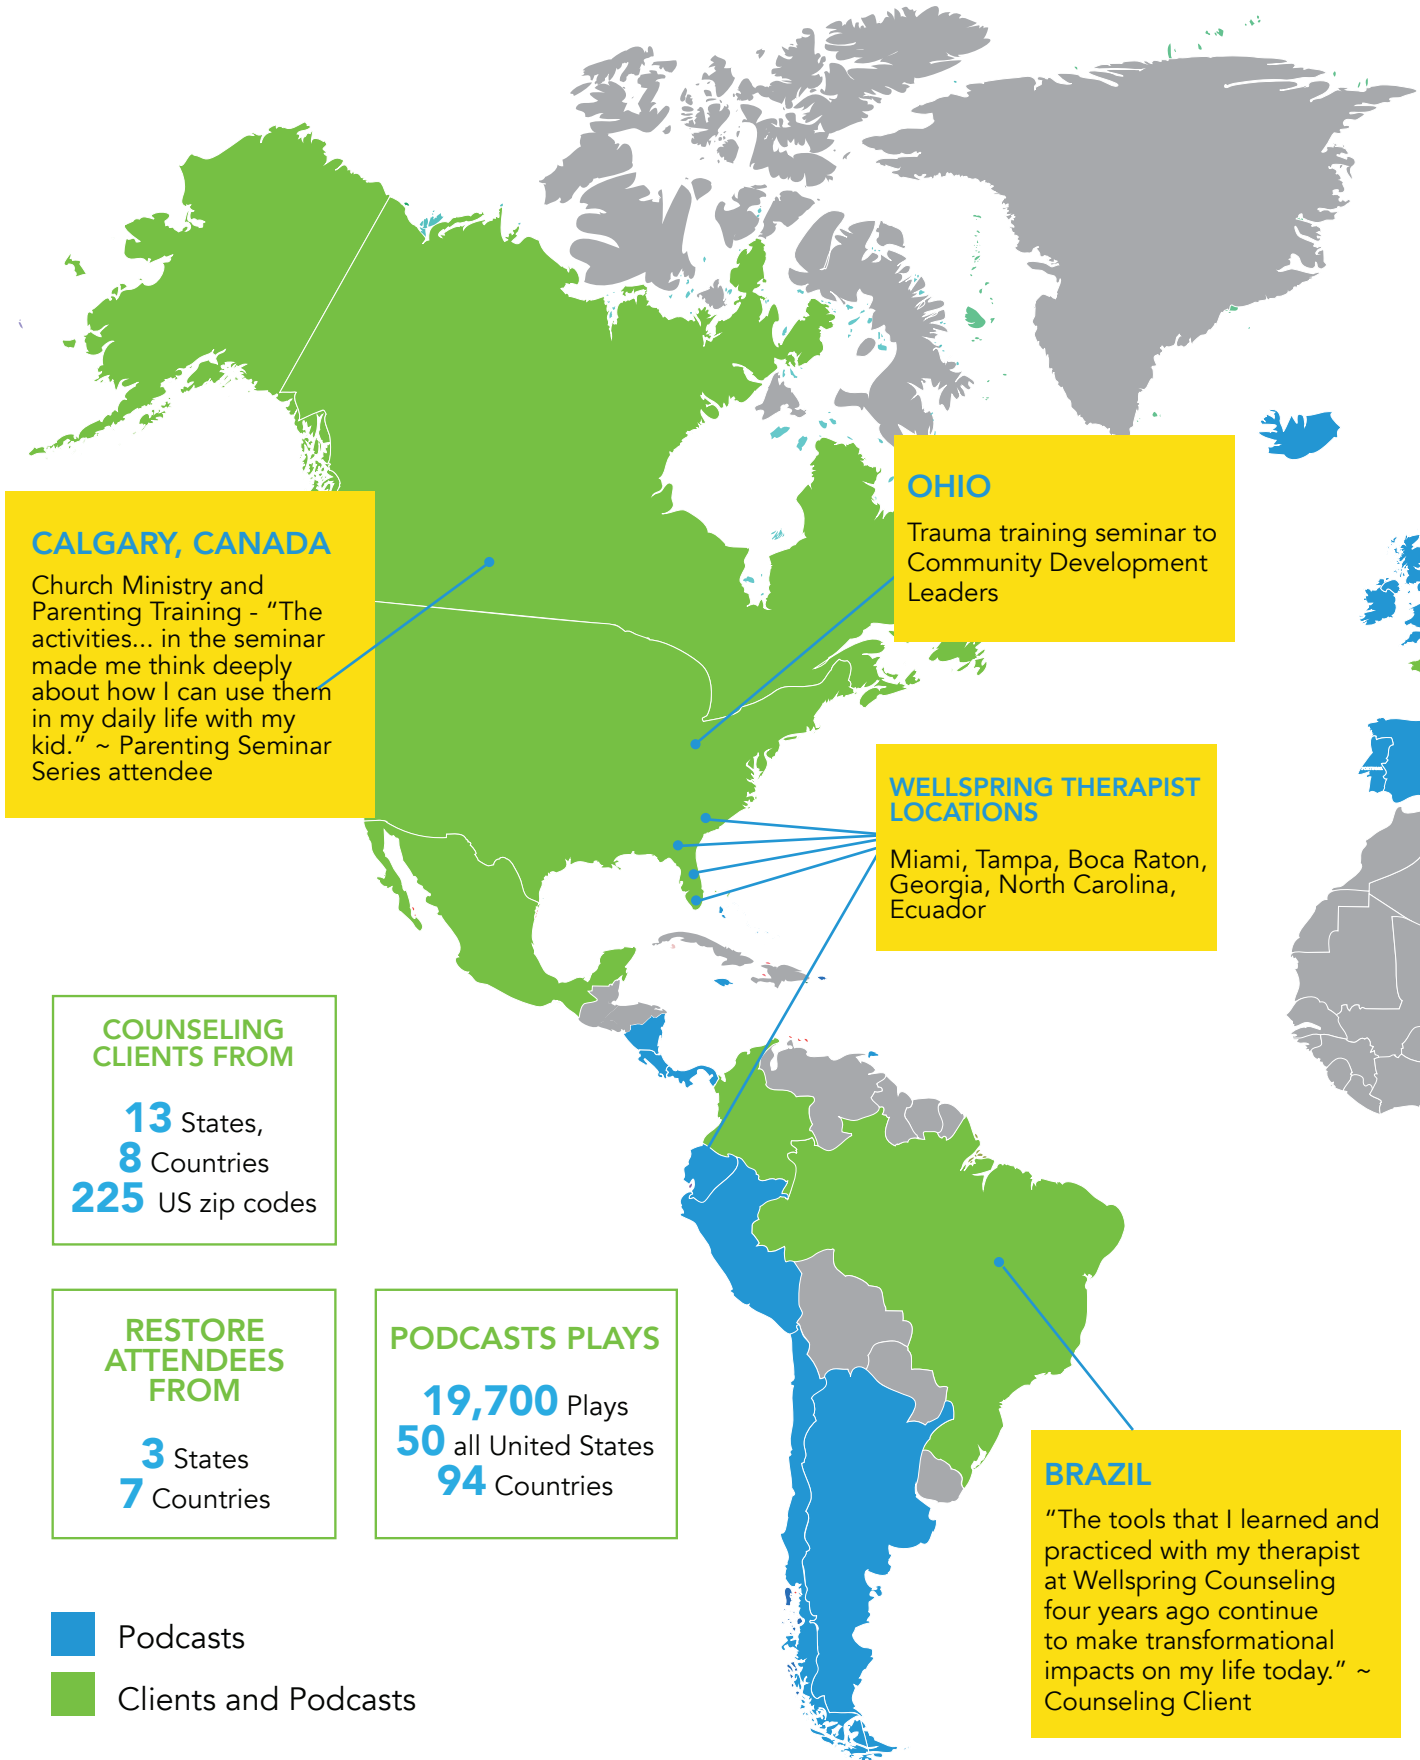 OHIO
Trauma training seminar to
Community Development
Leaders
CALGARY, CANADA
Church Ministry and
Parenting Training - “The
activities... in the seminar
made me think deeply
about how I can use them
in my daily life with my
kid.” ~ Parenting Seminar
Series attendee
WELLSPRING THERAPIST
LOCATIONS
Miami, Tampa, Boca Raton,
Georgia, North Carolina,
Ecuador
COUNSELING
CLIENTS FROM
13 States,
8 Countries
225 US zip codes
RESTORE
ATTENDEES
FROM
3 States
7 Countries
PODCASTS PLAYS
19,700 Plays
50 all United States
94 Countries
BRAZIL
“The tools that I learned and
practiced with my therapist
at Wellspring Counseling
four years ago continue
to make transformational
impacts on my life today.” ~
Counseling Client
Podcasts
Clients and Podcasts